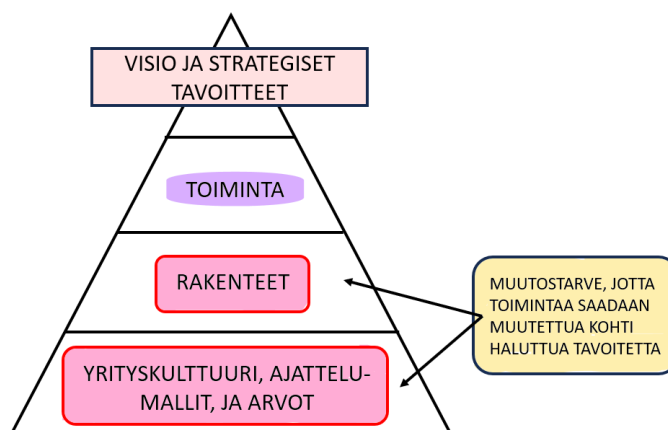 VISIO JA STRATEGISET
TAVOITTEET
TOIMINTA
RAKENTEET
MUUTOSTARVE, JOTTA
TOIMINTAA SAADAAN
MUUTETTUA KOHTI
HALUTTUA TAVOITETTA
YRITYSKULTTUURI, AJATTELU-
MALLIT, JA ARVOT